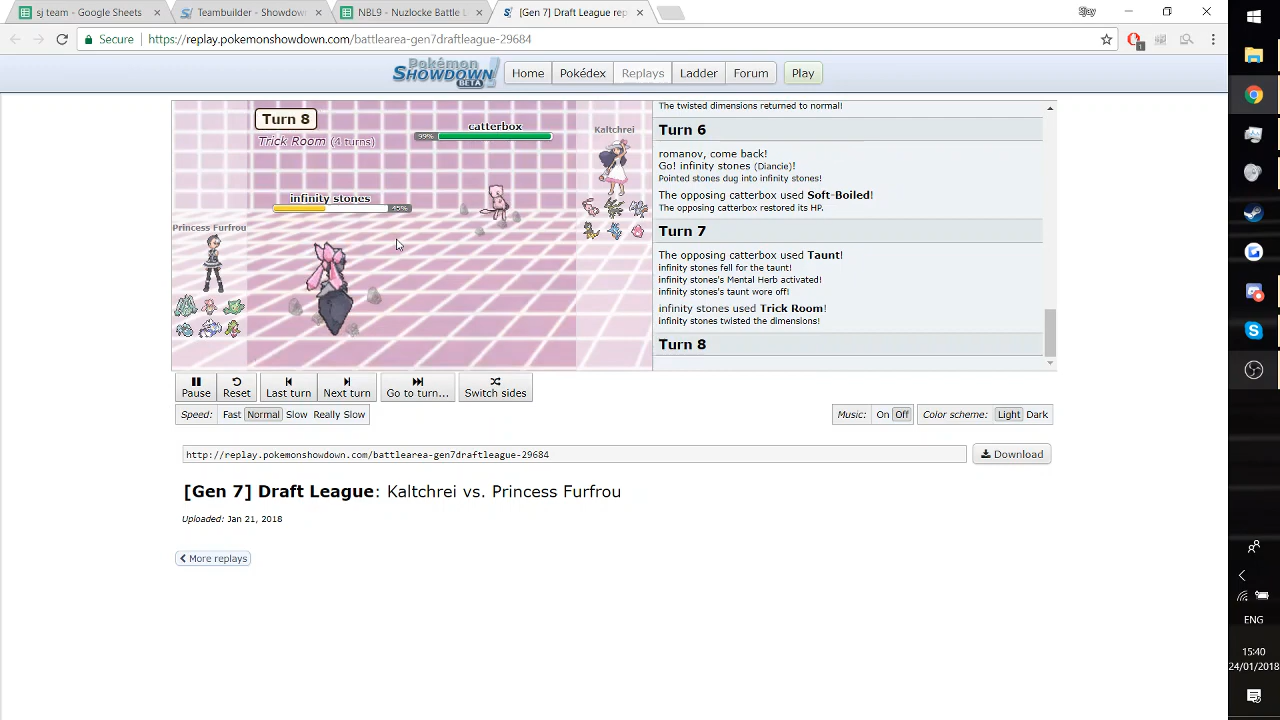 sj team - Google Sheets
Teambuilder - Showdow
NBL9 - Nuzlocke Battle L
[Gen 7] Draft League rep
Secure
https://replay.pokemonshowdown.com/battlearea-gen7draftleague-29684
1
Pokémon
SHOWDOWN!
BETA
Home
Pokédex
Replays
Ladder
Forum
Play
Turn 8
Trick Room (4 turns)
catterbox
99%
Kaltchrei
infinity stones
45%
Princess Furfrou
The twisted dimensions returned to normal!
Turn 6
romanov, come back!
Go! infinity stones (Diancie)!
Pointed stones dug into infinity stones!
The opposing catterbox used Soft-Boiled!
The opposing catterbox restored its HP.
Turn 7
The opposing catterbox used Taunt!
infinity stones fell for the taunt!
infinity stones's Mental Herb activated!
infinity stones's taunt wore off!
infinity stones used Trick Room!
infinity stones twisted the dimensions!
Turn 8
Pause
Reset
Last turn
Next turn
Go to turn...
Switch sides
Speed: Fast Normal Slow Really Slow
Music: On Off
Color scheme: Light Dark
http://replay.pokemonshowdown.com/battlearea-gen7draftleague-29684
Download
[Gen 7] Draft League: Kaltchrei vs. Princess Furfrou
Uploaded: Jan 21, 2018
More replays
ENG
15:40
24/01/2018